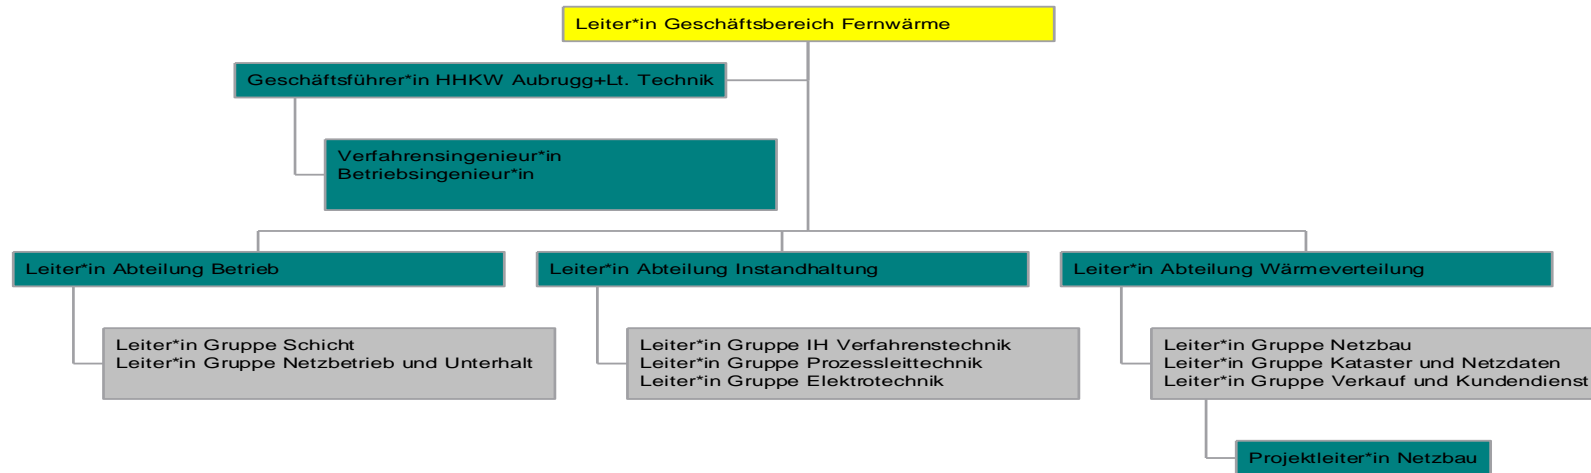 Leiter*in Geschäftsbereich Fernwärme
Geschäftsführer*in HHKW Aubrugg+Lt. Technik
Verfahrensingenieur*in
Betriebsingenieur*in
Leiter*in Abteilung Betrieb
Leiter*in Gruppe Schicht
Leiter*in Gruppe Netzbetrieb und Unterhalt
Leiter*in Abteilung Instandhaltung
Leiter*in Gruppe IH Verfahrenstechnik
Leiter*in Gruppe Prozessleittechnik
Leiter*in Gruppe Elektrotechnik
Leiter*in Abteilung Wärmeverteilung
Leiter*in Gruppe Netzbau
Leiter*in Gruppe Kataster und Netzdaten
Leiter*in Gruppe Verkauf und Kundendienst
Projektleiter*in Netzbau